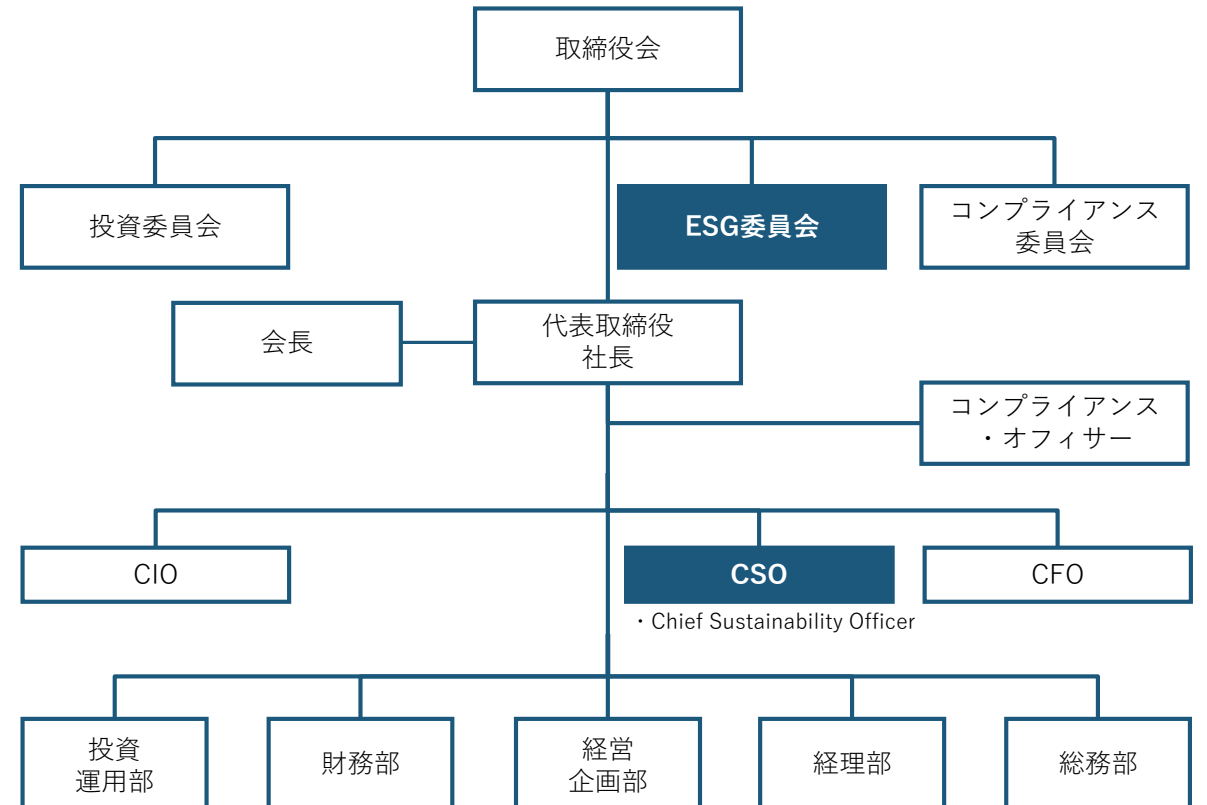 取締役会
投資委員会
ESG委員会
コンプライアンス
委員会
会長
代表取締役
社長
コンプライアンス
・オフィサー
CIO
CSO
CFO
・Chief Sustainability Officer
投資
運用部
財務部
経営
企画部
経理部
総務部